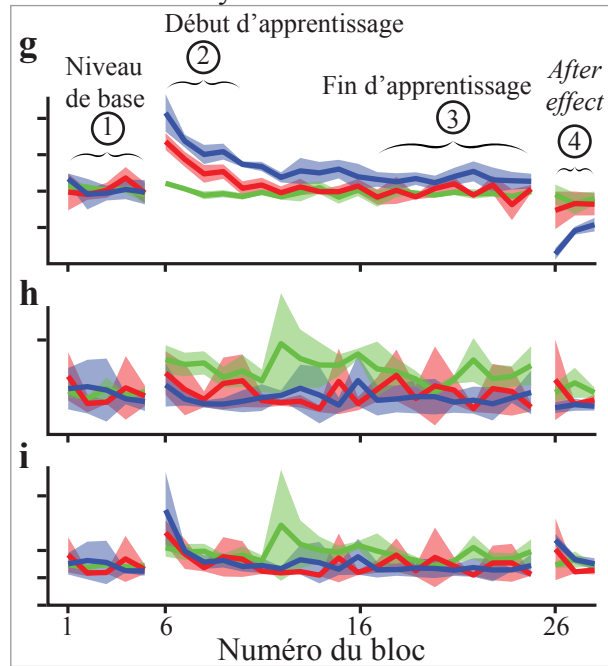 g
Début d'apprentissage
2
Niveau
de base
1
Fin d'apprentissage
3
After
effect
4
h
i
1 6 16 26
Numéro du bloc